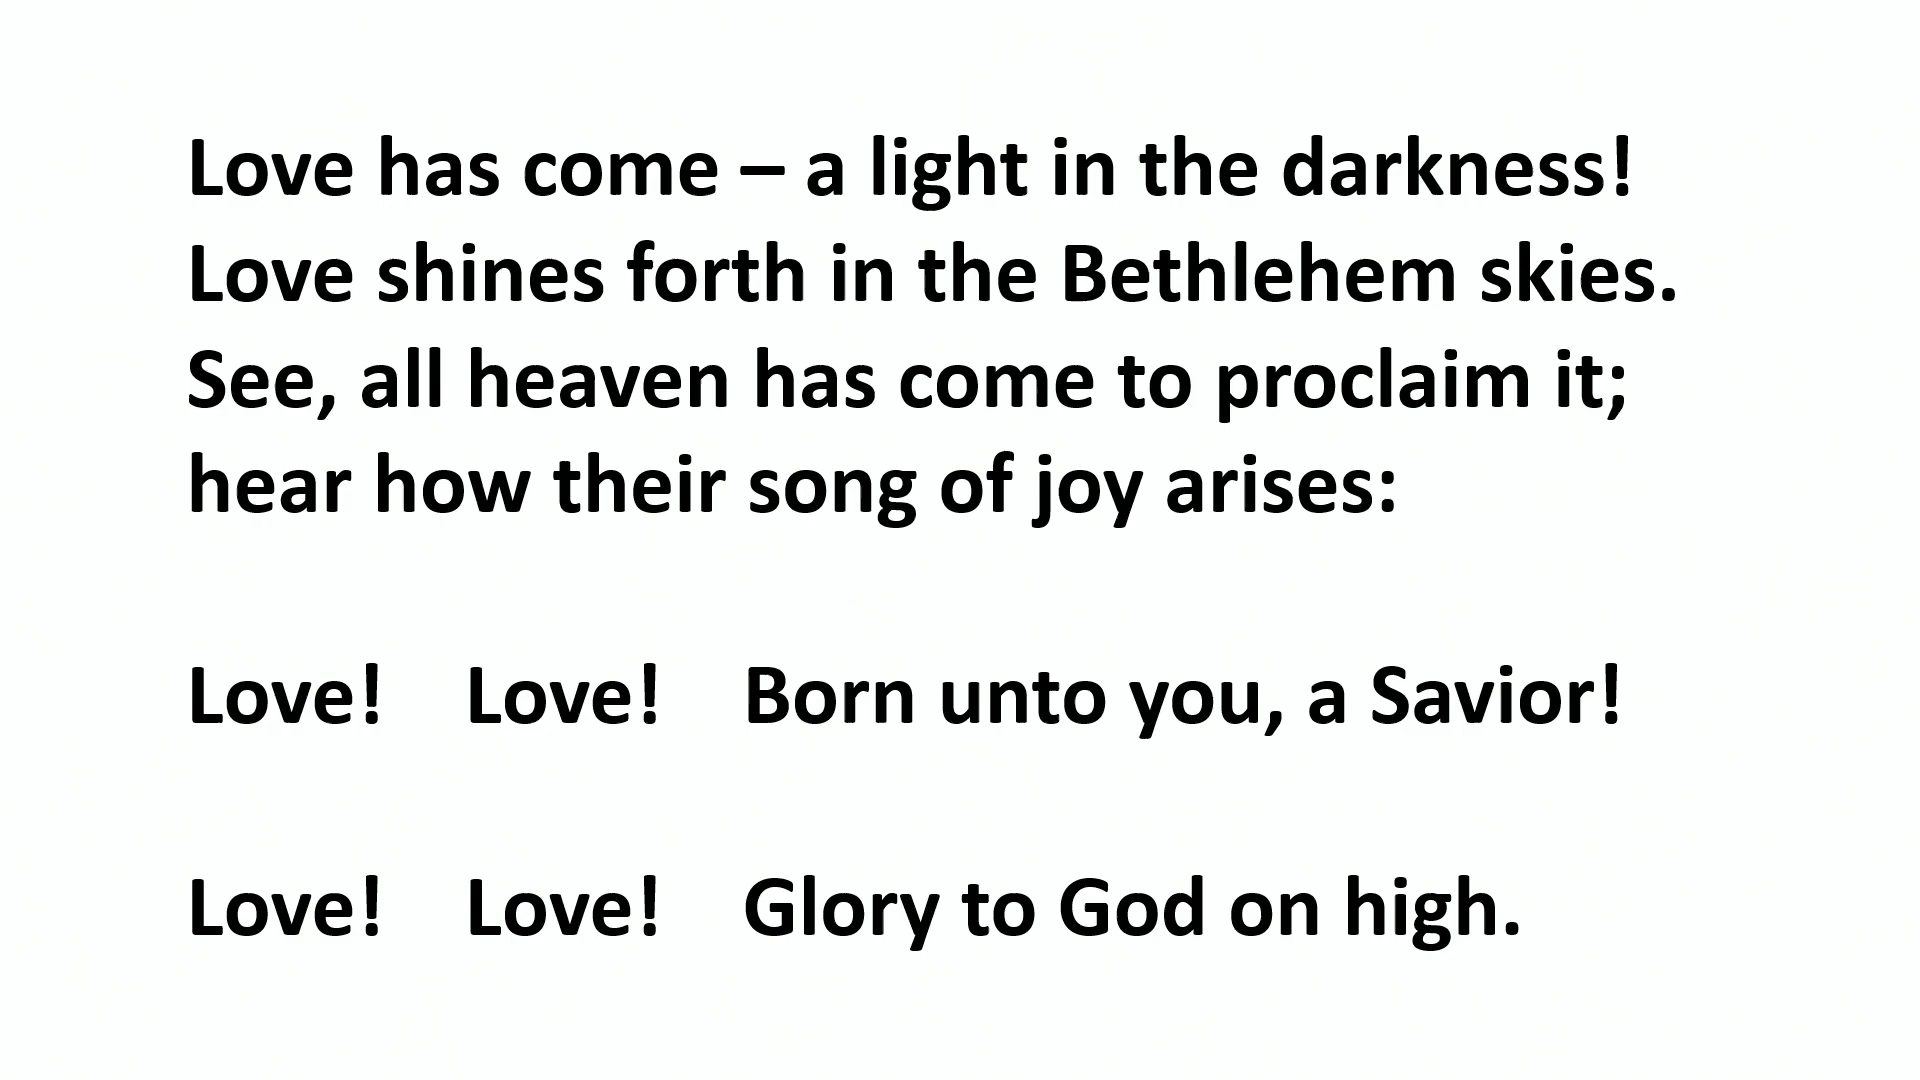 Love has come – a light in the darkness!
Love shines forth in the Bethlehem skies.
See, all heaven has come to proclaim it;
hear how their song of joy arises:
Love! Love! Born unto you, a Savior!
Love! Love! Glory to God on high.